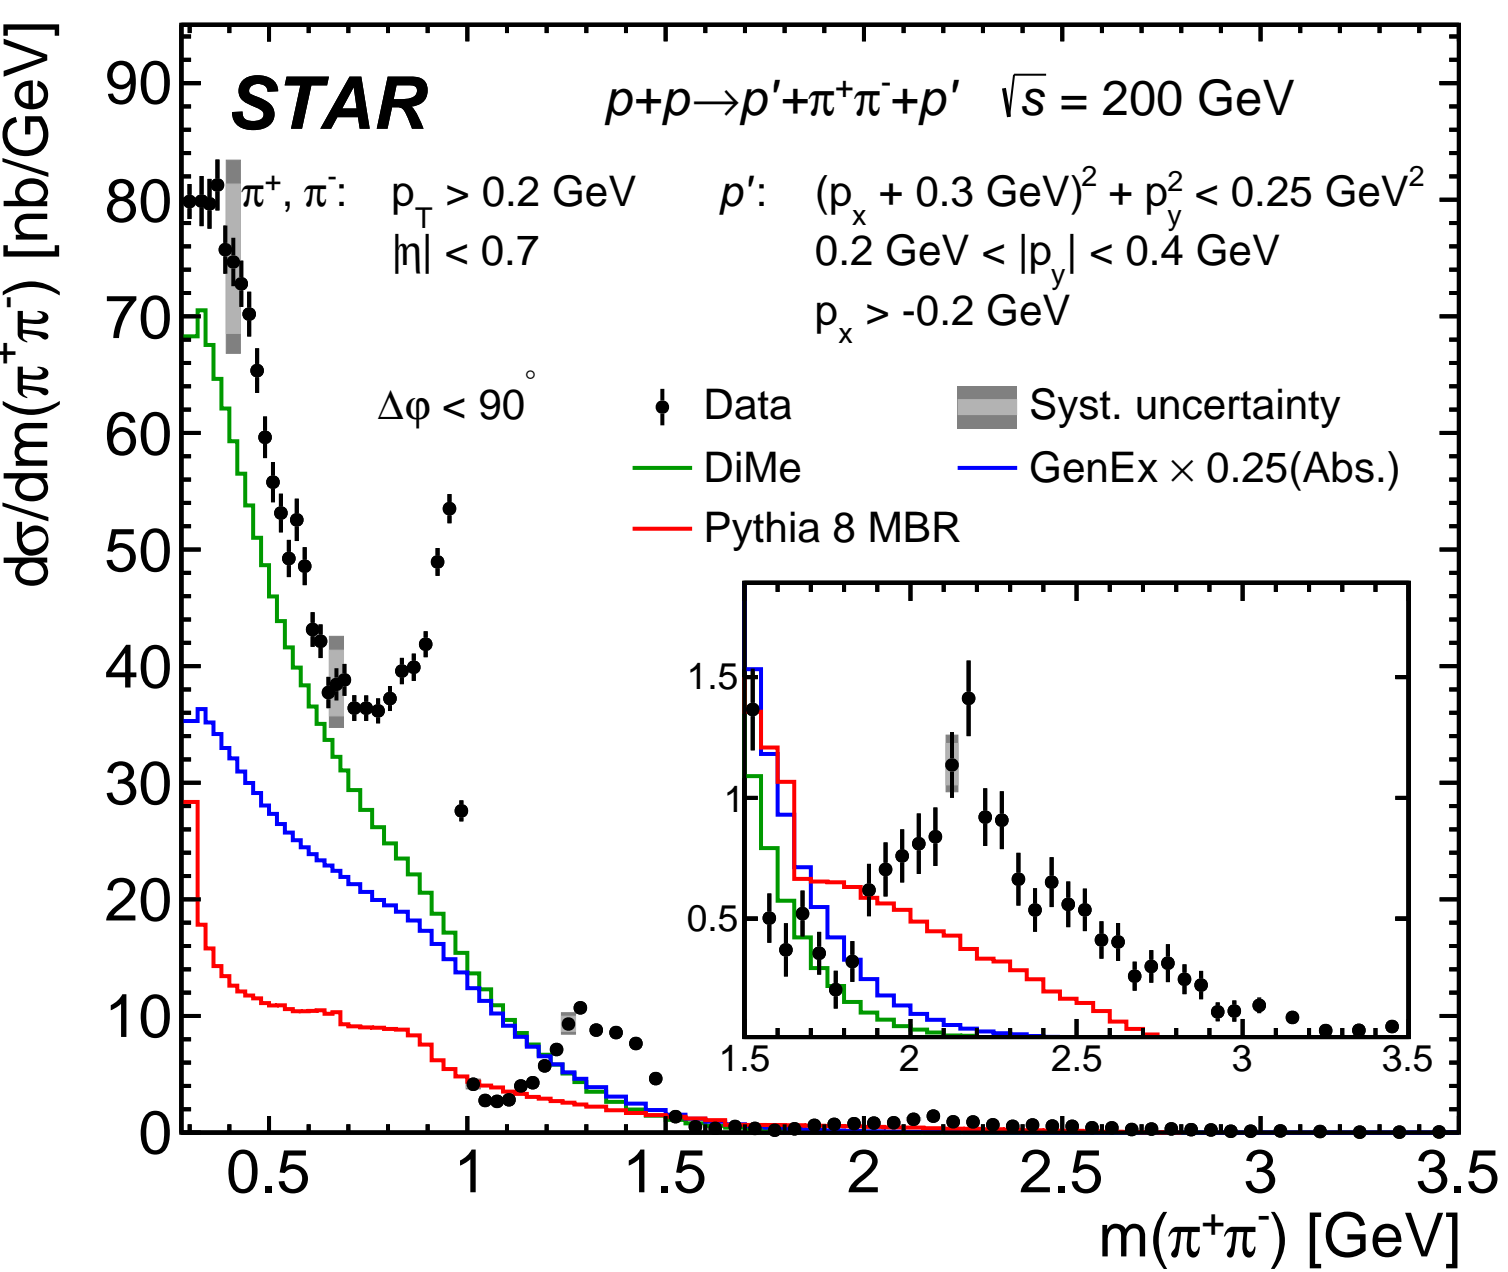 dσ/dm(π⁺π⁻) [nb/GeV]
STAR
p+p→p′+π⁺π⁻+p′ √s = 200 GeV
π⁺, π⁻: p_T > 0.2 GeV
|η| < 0.7
p′: (p_x + 0.3 GeV)² + p_y² < 0.25 GeV²
0.2 GeV < |p_y| < 0.4 GeV
p_x > -0.2 GeV
Δφ < 90°
Data
Syst. uncertainty
DiMe
GenEx × 0.25(Abs.)
Pythia 8 MBR
90
80
70
60
50
40
30
20
10
0
1.5
1
0.5
1.5 2 2.5 3 3.5
0.5 1 1.5 2 2.5 3 3.5
m(π⁺π⁻) [GeV]